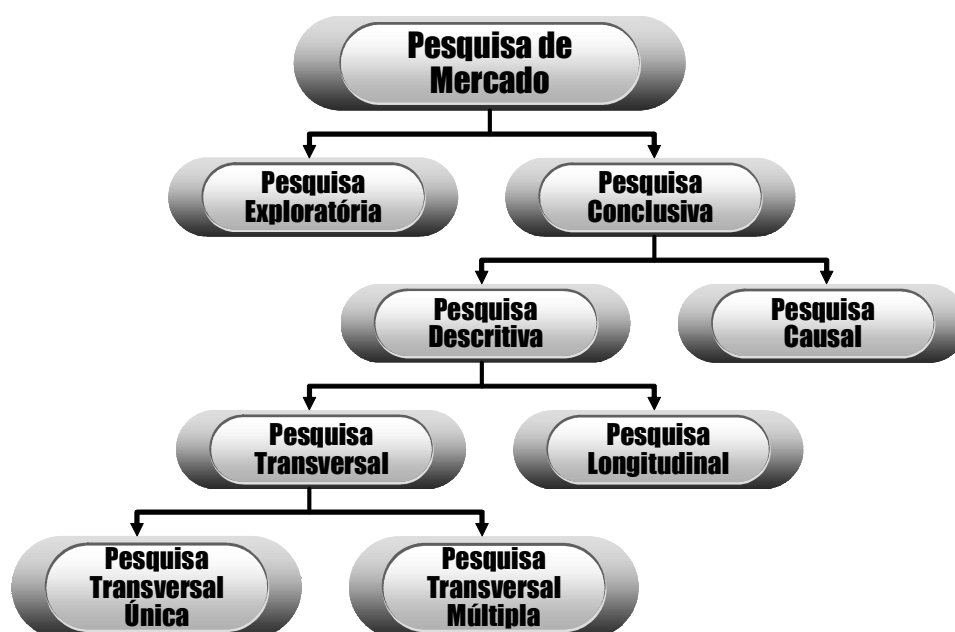 Pesquisa de
Mercado
Pesquisa
Exploratória
Pesquisa
Conclusiva
Pesquisa
Descritiva
Pesquisa
Causal
Pesquisa
Transversal
Pesquisa
Longitudinal
Pesquisa
Transversal
Única
Pesquisa
Transversal
Múltipla